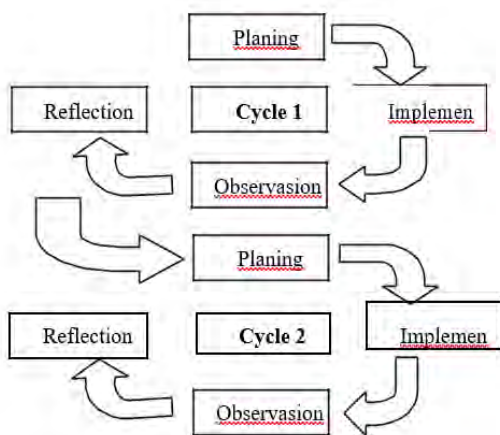 Planing
Reflection Cycle 1 Implemen
Observasion
Planing
Reflection Cycle 2 Implemen
Observasion